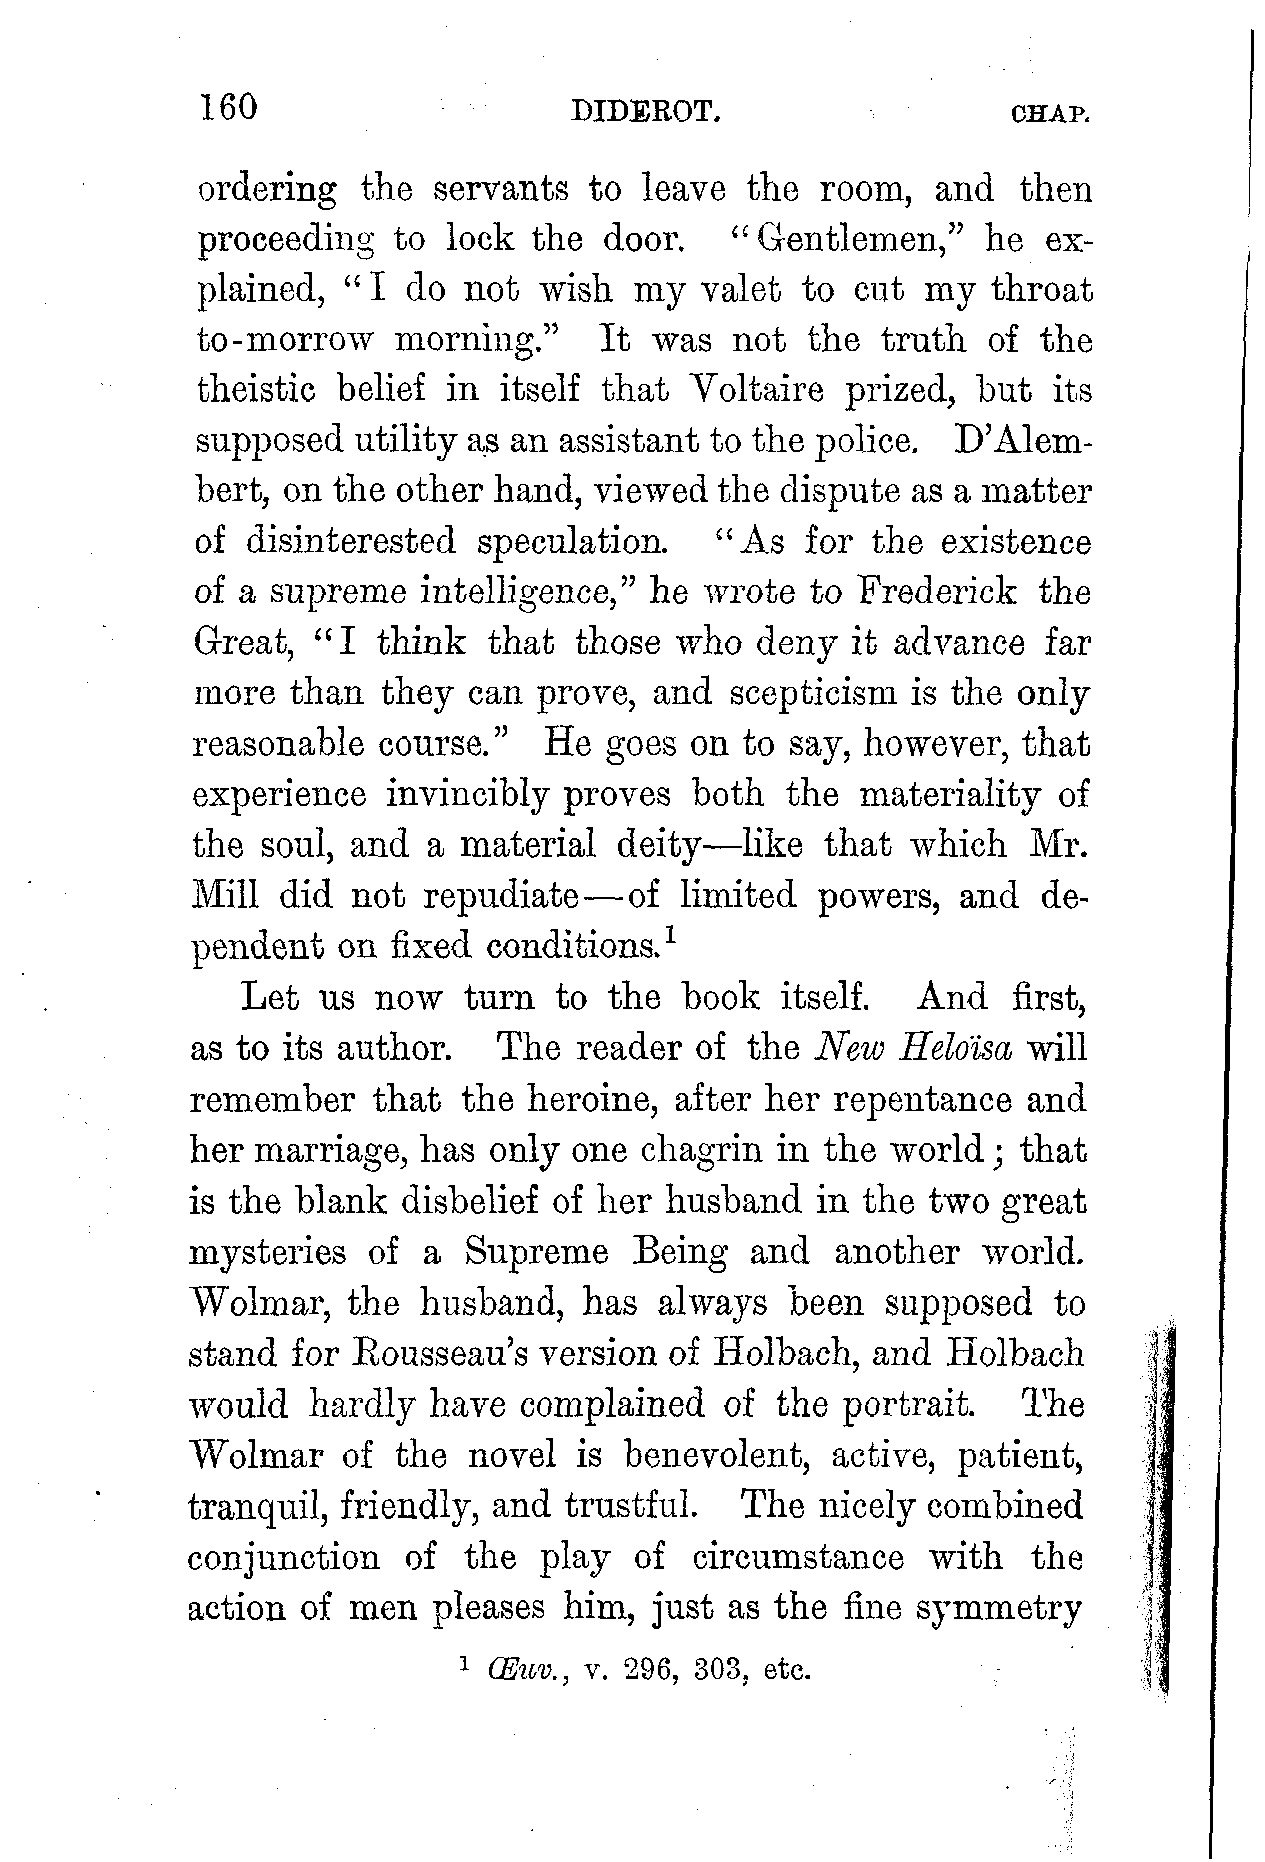 160 DIDEROT. CHAP.
ordering the servants to leave the room, and then
proceeding to lock the door. “Gentlemen,” he ex-
plained, “I do not wish my valet to cut my throat
to-morrow morning.” It was not the truth of the
theistic belief in itself that Voltaire prized, but its
supposed utility as an assistant to the police. D’Alem-
bert, on the other hand, viewed the dispute as a matter
of disinterested speculation. “As for the existence
of a supreme intelligence,” he wrote to Frederick the
Great, “I think that those who deny it advance far
more than they can prove, and scepticism is the only
reasonable course.” He goes on to say, however, that
experience invincibly proves both the materiality of
the soul, and a material deity—like that which Mr.
Mill did not repudiate—of limited powers, and de-
pendent on fixed conditions.¹
Let us now turn to the book itself. And first,
as to its author. The reader of the New Heloïsa will
remember that the heroine, after her repentance and
her marriage, has only one chagrin in the world; that
is the blank disbelief of her husband in the two great
mysteries of a Supreme Being and another world.
Wolmar, the husband, has always been supposed to
stand for Rousseau’s version of Holbach, and Holbach
would hardly have complained of the portrait. The
Wolmar of the novel is benevolent, active, patient,
tranquil, friendly, and trustful. The nicely combined
conjunction of the play of circumstance with the
action of men pleases him, just as the fine symmetry
¹ Œuv., v. 296, 303, etc.